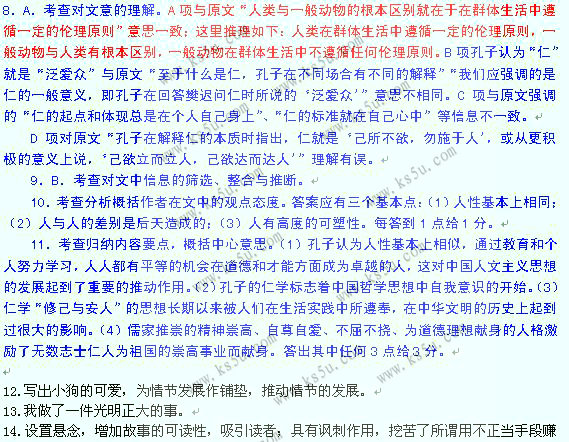 8．A．考查对文意的理解。A项与原文“人类与一般动物的根本区别就在于在群体生活中遵
循一定的伦理原则”意思一致；这里推理如下：人类在群体生活中遵循一定的伦理原则，一
般动物与人类有根本区别，一般动物在群体生活中不遵循任何伦理原则。B项孔子认为“仁”
就是“泛爱众”与原文“至于什么是仁，孔子在不同场合有不同的解释”“我们应强调的是
仁的一般意义，即孔子在回答樊迟问仁时所说的‘泛爱众’”意思不相同。C 项与原文强调
的“仁的起点和体现总是在个人自己身上”、“仁的标准就在自己心中”等信息不一致。
D 项对原文“孔子在解释仁的本质时指出，仁就是‘己所不欲，勿施于人’，或从更积
极的意义上说，‘己欲立而立人，己欲达而达人’”理解有误。
9．B．考查对文中信息的筛选、整合与推断。
10．考查分析概括作者在文中的观点态度。答案应有三个基本点：（1）人性基本上相同；
（2）人与人的差别是后天造成的；（3）人有高度的可塑性。每答到 1 点给 1 分。
11．考查归纳内容要点，概括中心意思。（1）孔子认为人性基本上相似，通过教育和个
人努力学习，人人都有平等的机会在道德和才能方面成为卓越的人，这对中国人文主义思想
的发展起到了重要的推动作用。（2）孔子的仁学标志着中国哲学思想中自我意识的开始。（3）
仁学“修己与安人”的思想长期以来被人们在生活实践中所遵奉，在中华文明的历史上起到
过很大的影响。（4）儒家推崇的精神崇高、自尊自爱、不屈不挠、为道德理想献身的人格激
励了无数志士仁人为祖国的崇高事业而献身。答出其中任何 3 点给 3 分。
12.写出小狗的可爱，为情节发展作铺垫，推动情节的发展。
13.我做了一件光明正大的事。
14.设置悬念，增加故事的可读性，吸引读者；具有讽刺作用，挖苦了所谓用不正当手段赚
www.ks5u.com
www.ks5u.com
www.ks5u.com